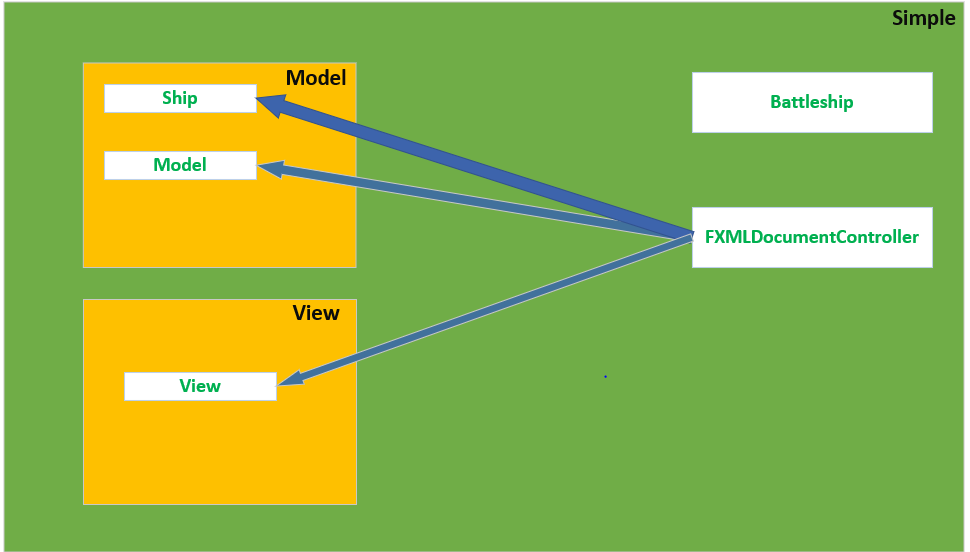 Simple
Model
Ship
Model
Battleship
FXMLDocumentController
View
View